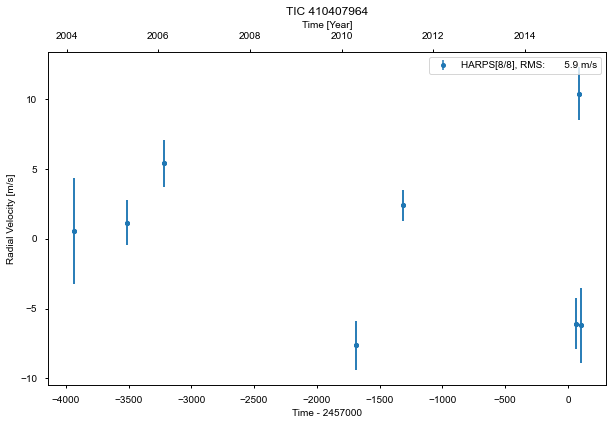 TIC 410407964
Time [Year]
2004 2006 2008 2010 2012 2014
HARPS[8/8], RMS: 5.9 m/s
Radial Velocity [m/s]
10
5
0
−5
−10
−4000 −3500 −3000 −2500 −2000 −1500 −1000 −500 0
Time - 2457000